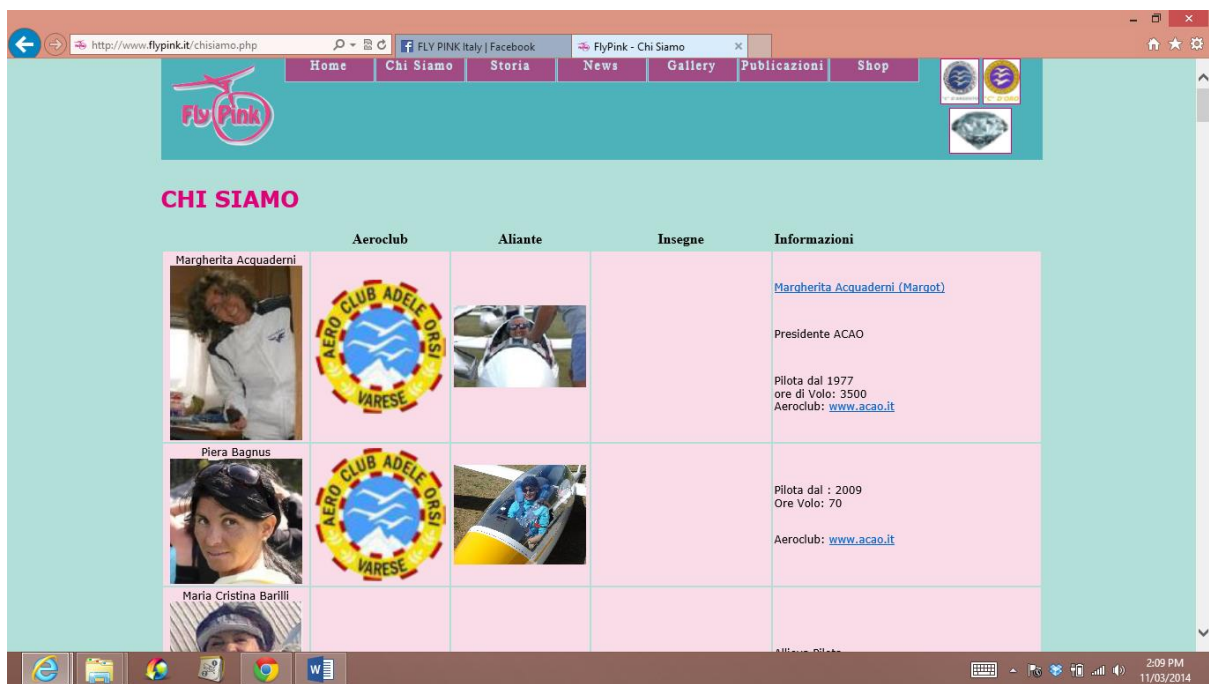 http://www.flypink.it/chisiamo.php
FLY PINK Italy | Facebook
FlyPink - Chi Siamo
Home Chi Siamo Storia News Gallery Publicazioni Shop
Fly Pink
"C" D'ORO
CHI SIAMO
Aeroclub Aliante Insegne Informazioni
Margherita Acquaderni
AERO CLUB ADELE ORSI
VARESE
Margherita Acquaderni (Margot)
Presidente ACAO
Pilota dal 1977
ore di Volo: 3500
Aeroclub: www.acao.it
Piera Bagnus
AERO CLUB ADELE ORSI
VARESE
Pilota dal : 2009
Ore Volo: 70
Aeroclub: www.acao.it
Maria Cristina Barilli
2:09 PM
11/03/2014